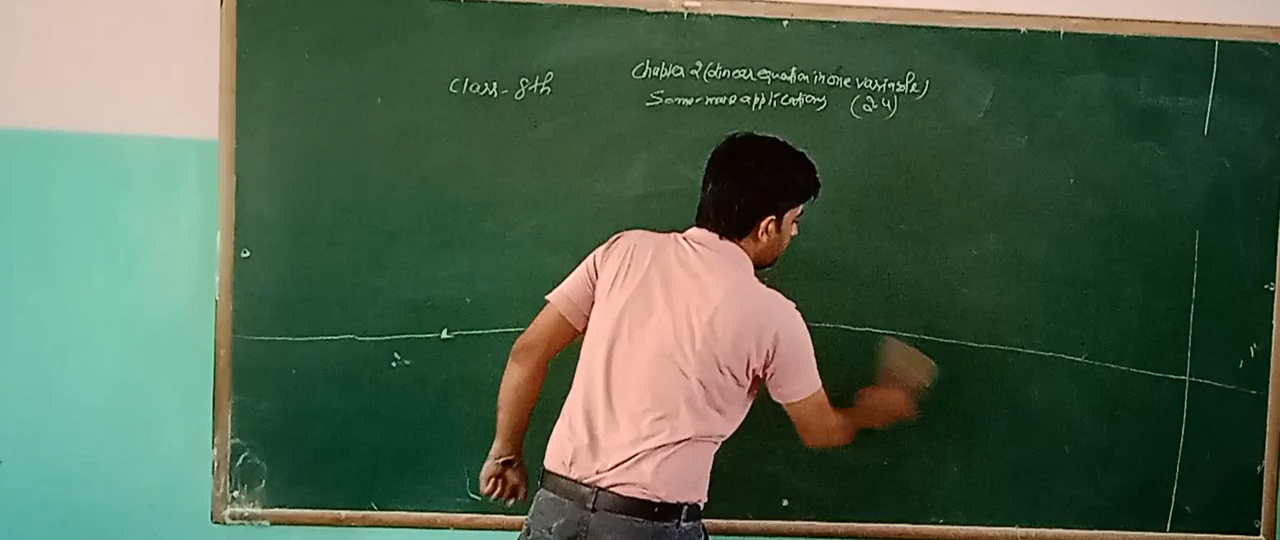 Class-8th
Chapter 2 (Linear equation in one variable)
Some more applications (2.4)